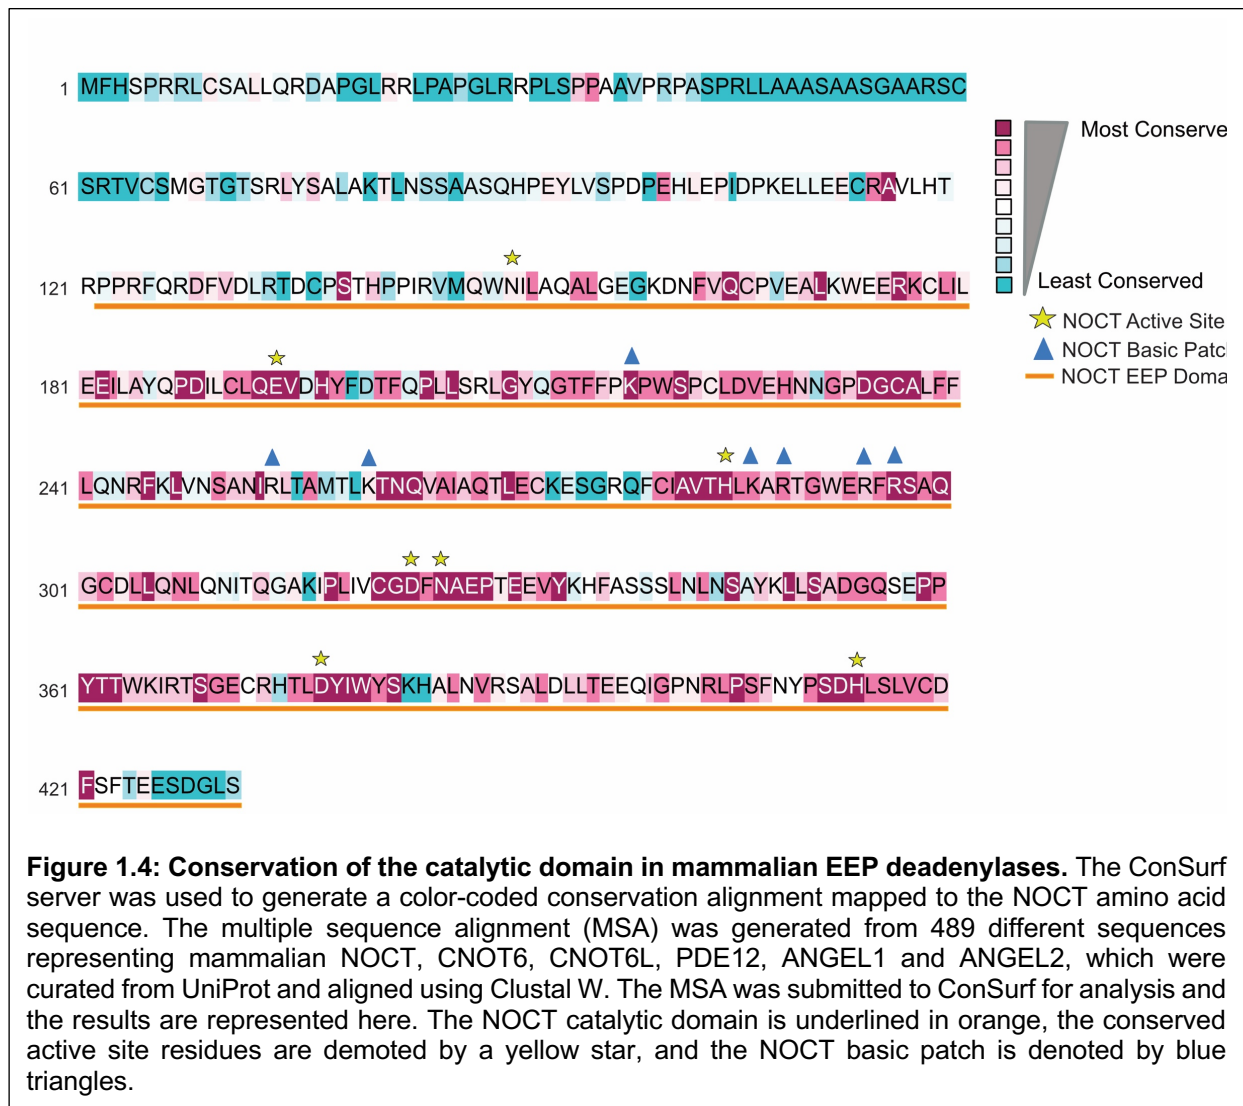 1 MFHSPRRLCSALLQRDAPGLRRLPAPGLRRRPLSPPAAVPRPASPRLLAAASAASGAARSC
Most Conserve
61 SRTVCSMGTGTSRLYSALAKTLNSSAASQHPEYLVSPDPEHLEPIDPKELLEECRAVLHT
121 RPPRFQRDFVDLRTDCPSTHPPIRVMQWNILAQALGEGKDNFVQCPVEALKWEERKCLIL
Least Conserved
NOCT Active Site
NOCT Basic Patc
NOCT EEP Doma
181 EEILAYQPDILCLQEVDHYFDTFQPLLSRLGYQGTFFPKPWSPCLDVEHNNGPDGCALFF
241 LQNRFKLVNSANIRLTAMTLKTNQVAIAQTLECKESGRQFCIAVTHLKARTGWERFRSAQ
301 GCDLLQNLQNITQGAKIPLIVCGDFNAEPTEEVYKHFASSSLNLNSAYKLLSADGQSEPP
361 YTTWKIRTSGECRHTLDYIWYSKHALNVRSALDLLTEEQIGPNRLPSFNYPSDHLSLVCD
421 FSFTEESDGLS
Figure 1.4: Conservation of the catalytic domain in mammalian EEP deadenylases. The ConSurf
server was used to generate a color-coded conservation alignment mapped to the NOCT amino acid
sequence. The multiple sequence alignment (MSA) was generated from 489 different sequences
representing mammalian NOCT, CNOT6, CNOT6L, PDE12, ANGEL1 and ANGEL2, which were
curated from UniProt and aligned using Clustal W. The MSA was submitted to ConSurf for analysis and
the results are represented here. The NOCT catalytic domain is underlined in orange, the conserved
active site residues are demoted by a yellow star, and the NOCT basic patch is denoted by blue
triangles.